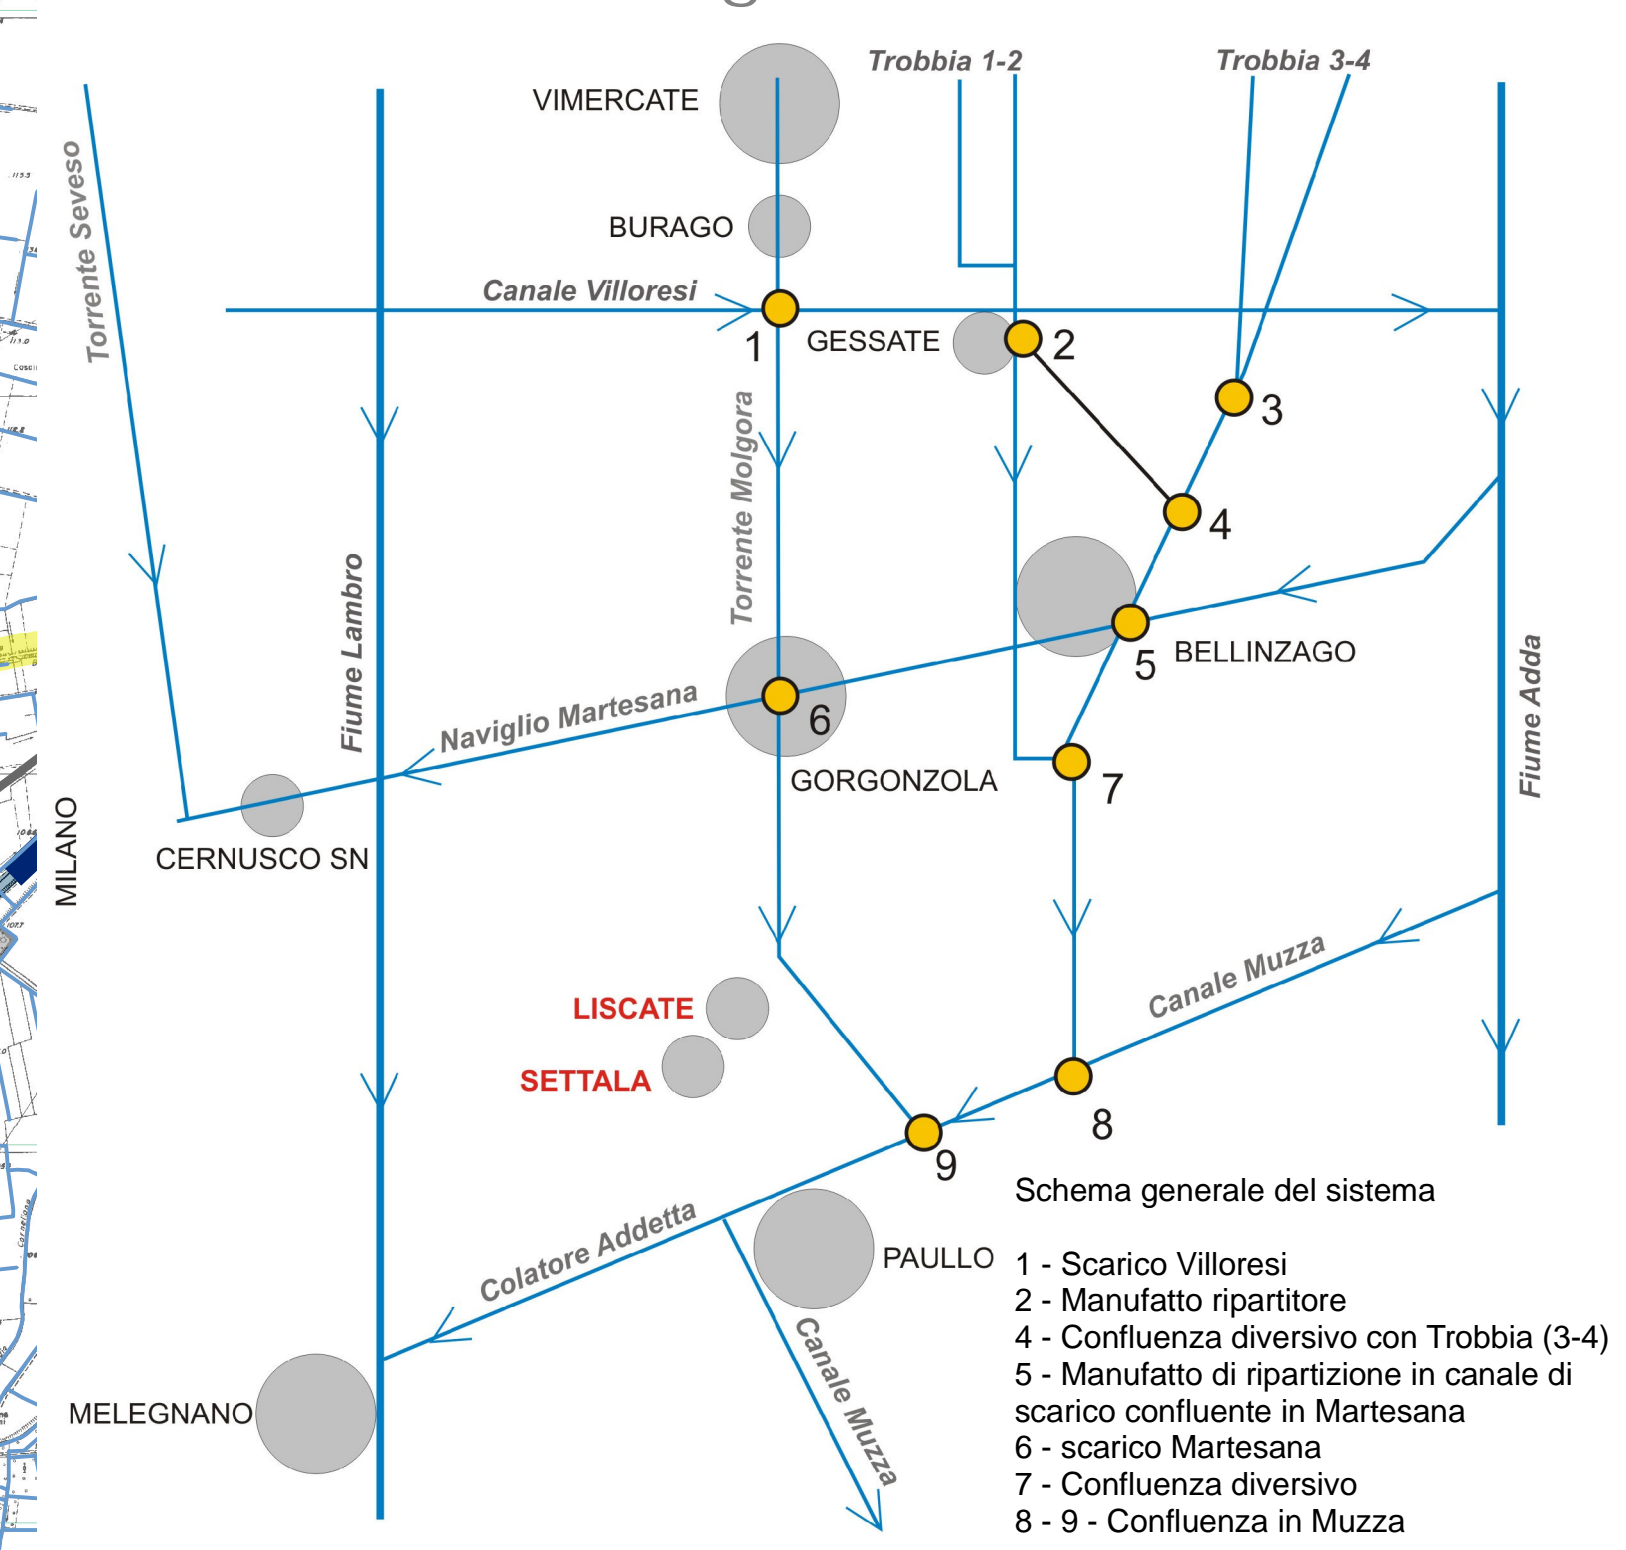 Trobbia 1-2
Trobbia 3-4
VIMERCATE
Torrente Seveso
BURAGO
Canale Villoresi
1
GESSATE
2
3
Torrente Molgora
4
Fiume Lambro
5
BELLINZAGO
Fiume Adda
Naviglio Martesana
6
GORGONZOLA
7
MILANO
CERNUSCO SN
Canale Muzza
LISCATE
SETTALA
8
9
Colatore Addetta
PAULLO
Canale Muzza
MELEGNANO
Schema generale del sistema
1 - Scarico Villoresi
2 - Manufatto ripartitore
4 - Confluenza diversivo con Trobbia (3-4)
5 - Manufatto di ripartizione in canale di
scarico confluente in Martesana
6 - scarico Martesana
7 - Confluenza diversivo
8 - 9 - Confluenza in Muzza